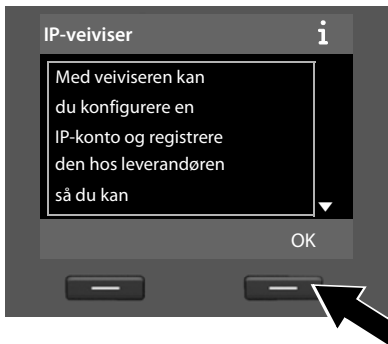 IP-veiviser i
Med veiviseren kan
du konfigurere en
IP-konto og registrere
den hos leverandøren
så du kan
OK